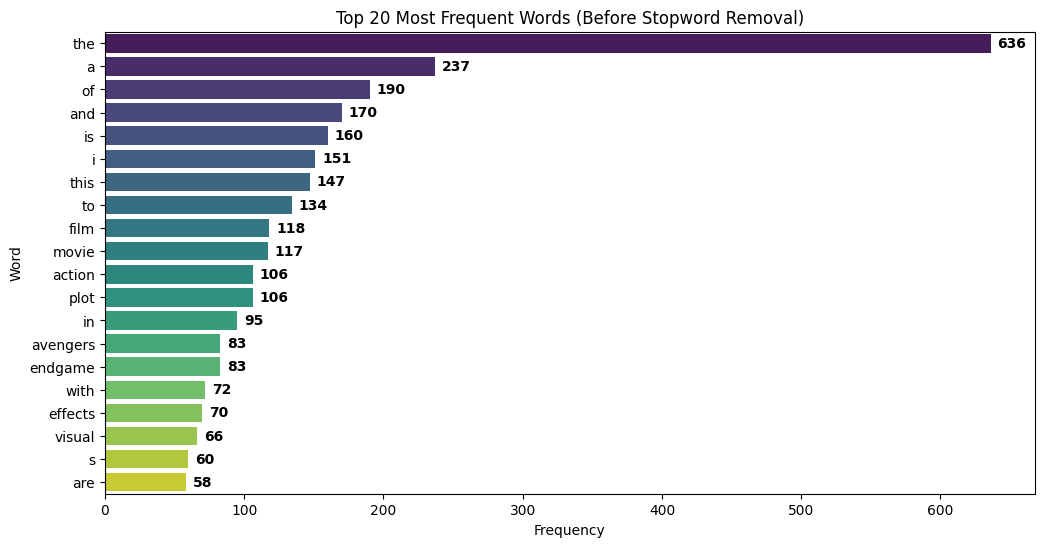 Top 20 Most Frequent Words (Before Stopword Removal)
the 636
a 237
of 190
and 170
is 160
i 151
this 147
to 134
film 118
movie 117
action 106
plot 106
in 95
avengers 83
endgame 83
with 72
effects 70
visual 66
s 60
are 58
Word
0 100 200 300 400 500 600
Frequency